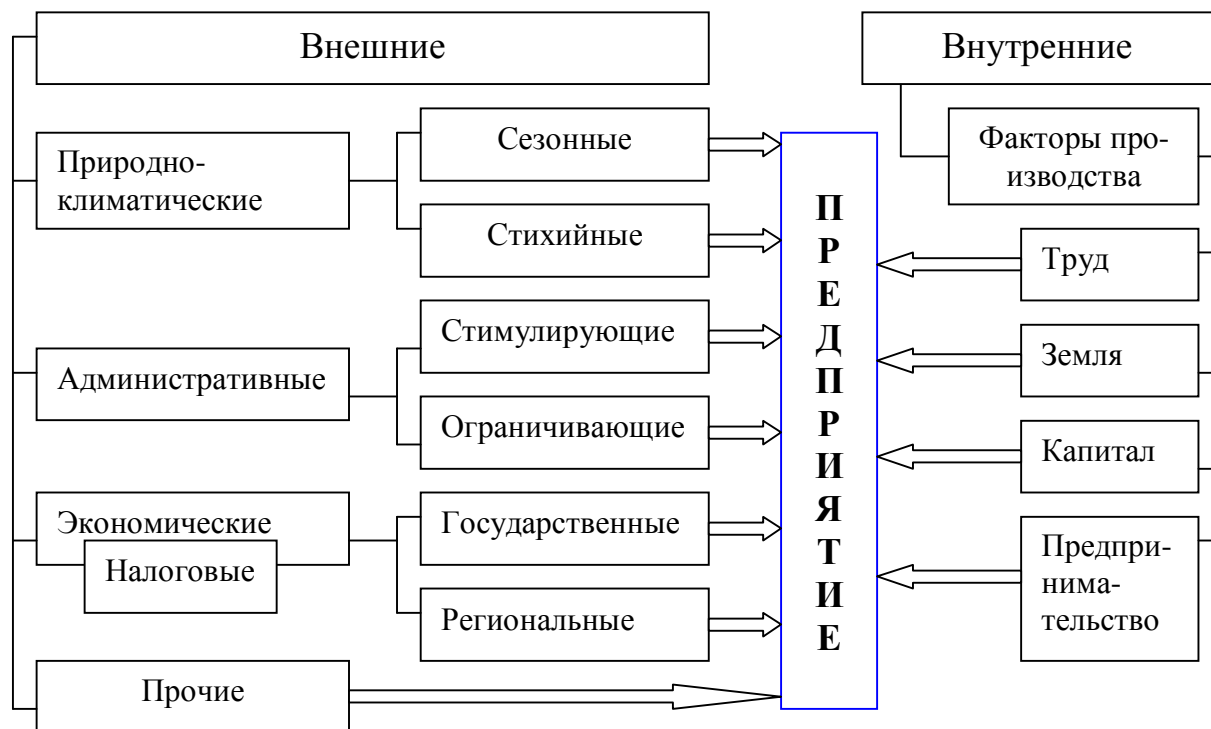 Внешние
Внутренние
Природно-
климатические
Сезонные
Стихийные
Административные
Стимулирующие
Ограничивающие
Экономические
Налоговые
Государственные
Региональные
Прочие
ПРЕДПРИЯТИЕ
Факторы про-
изводства
Труд
Земля
Капитал
Предпри-
нима-
тельство